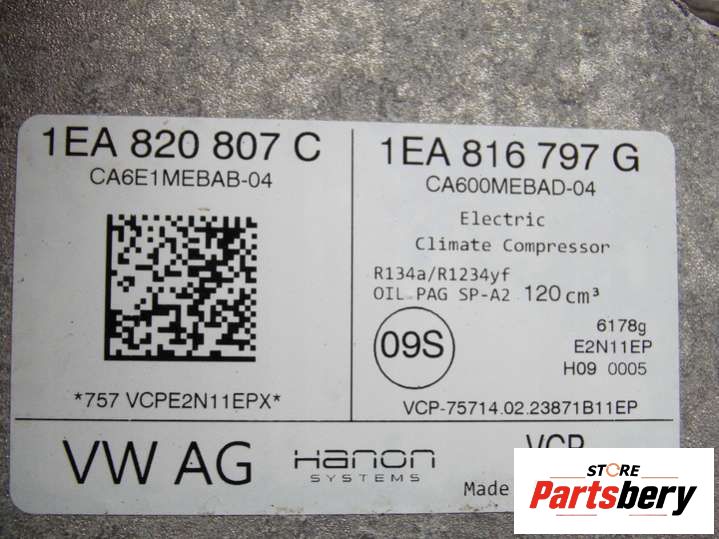 1EA 820 807 C
CA6E1MEBAB-04
*757 VCPE2N11EPX*
1EA 816 797 G
CA600MEBAD-04
Electric
Climate Compressor
R134a/R1234yf
OIL PAG SP-A2 120cm³
09S
6178g
E2N11EP
H09 0005
VCP-75714.02.23871B11EP
VW AG
Hanon
SYSTEMS
VCP
Made
STORE
Partsbery